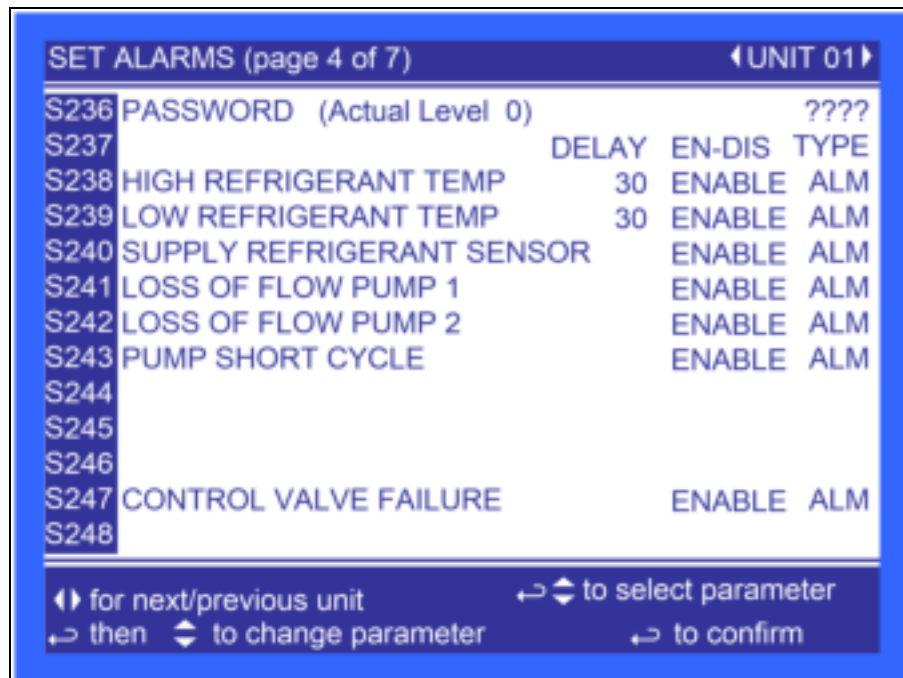 SET ALARMS (page 4 of 7) UNIT 01
S236 PASSWORD (Actual Level 0) ????
S237 DELAY EN-DIS TYPE
S238 HIGH REFRIGERANT TEMP 30 ENABLE ALM
S239 LOW REFRIGERANT TEMP 30 ENABLE ALM
S240 SUPPLY REFRIGERANT SENSOR ENABLE ALM
S241 LOSS OF FLOW PUMP 1 ENABLE ALM
S242 LOSS OF FLOW PUMP 2 ENABLE ALM
S243 PUMP SHORT CYCLE ENABLE ALM
S244
S245
S246
S247 CONTROL VALVE FAILURE ENABLE ALM
S248
for next/previous unit to select parameter
then to change parameter to confirm